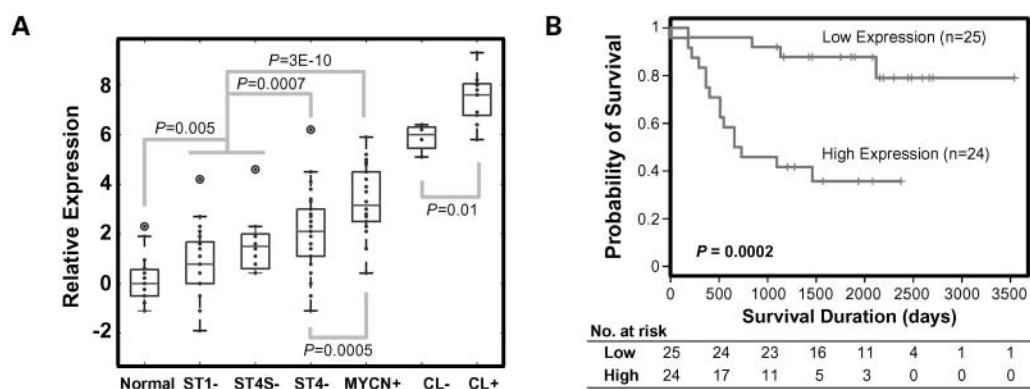 A
B
Relative Expression
8
6
4
2
0
-2
P=3E-10
P=0.0007
P=0.005
P=0.01
P=0.0005
Normal ST1- ST4S- ST4- MYCN+ CL- CL+
Probability of Survival
1
0.8
0.6
0.4
0.2
0
Low Expression (n=25)
High Expression (n=24)
P = 0.0002
0 500 1000 1500 2000 2500 3000 3500
Survival Duration (days)
No. at risk
Low 25 24 23 16 11 4 1 1
High 24 17 11 5 3 0 0 0